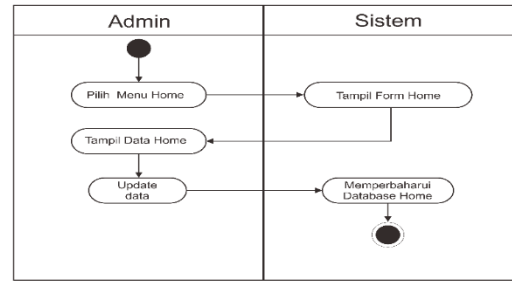 Admin
Sistem
Pilih Menu Home
Tampil Form Home
Tampil Data Home
Update
data
Memperbaharui
Database Home